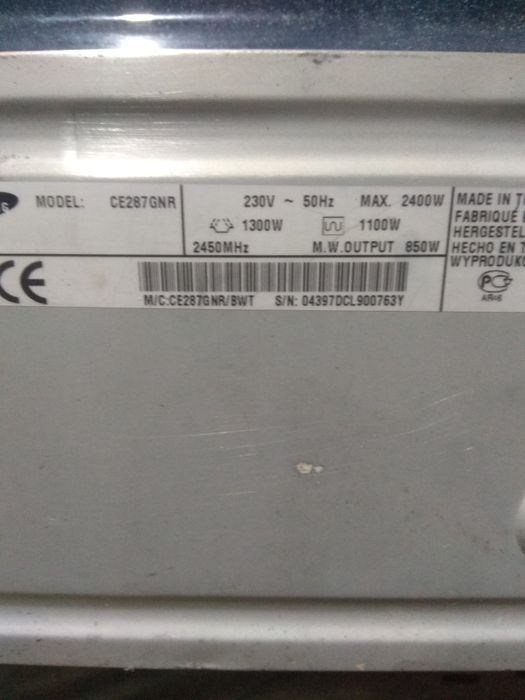 MODEL: CE287GNR
230V ~ 50Hz MAX. 2400W
1300W 1100W
2450MHz M.W.OUTPUT 850W
MADE IN
FABRIQUÉ
HERGESTEL
HECHO EN T
WYPRODUK
CE
M/C:CE287GNR/BWT S/N: 04397DCL900763Y